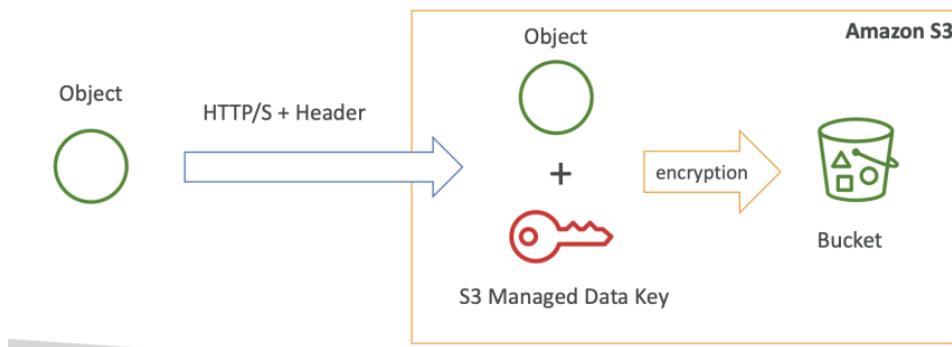 Amazon S3
Object
Object
HTTP/S + Header
+
encryption
S3 Managed Data Key
Bucket